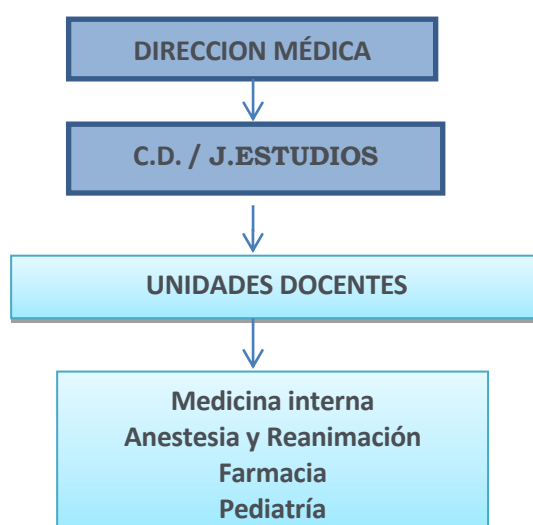 DIRECCION MÉDICA
C.D. / J.ESTUDIOS
UNIDADES DOCENTES
Medicina interna
Anestesia y Reanimación
Farmacia
Pediatría